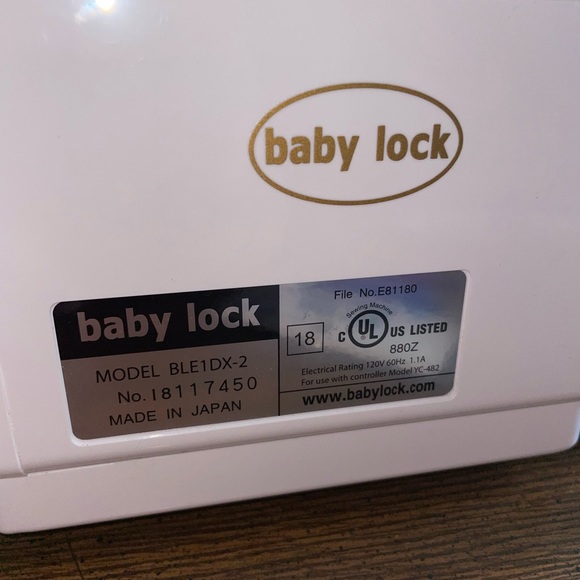 baby lock
baby lock
MODEL BLE1DX-2
No. I8117450
MADE IN JAPAN
File No.E81180
Sewing Machine
18
C UL US LISTED
880Z
Electrical Rating 120V 60Hz 1.1A
For use with controller Model YC-482
www.babylock.com